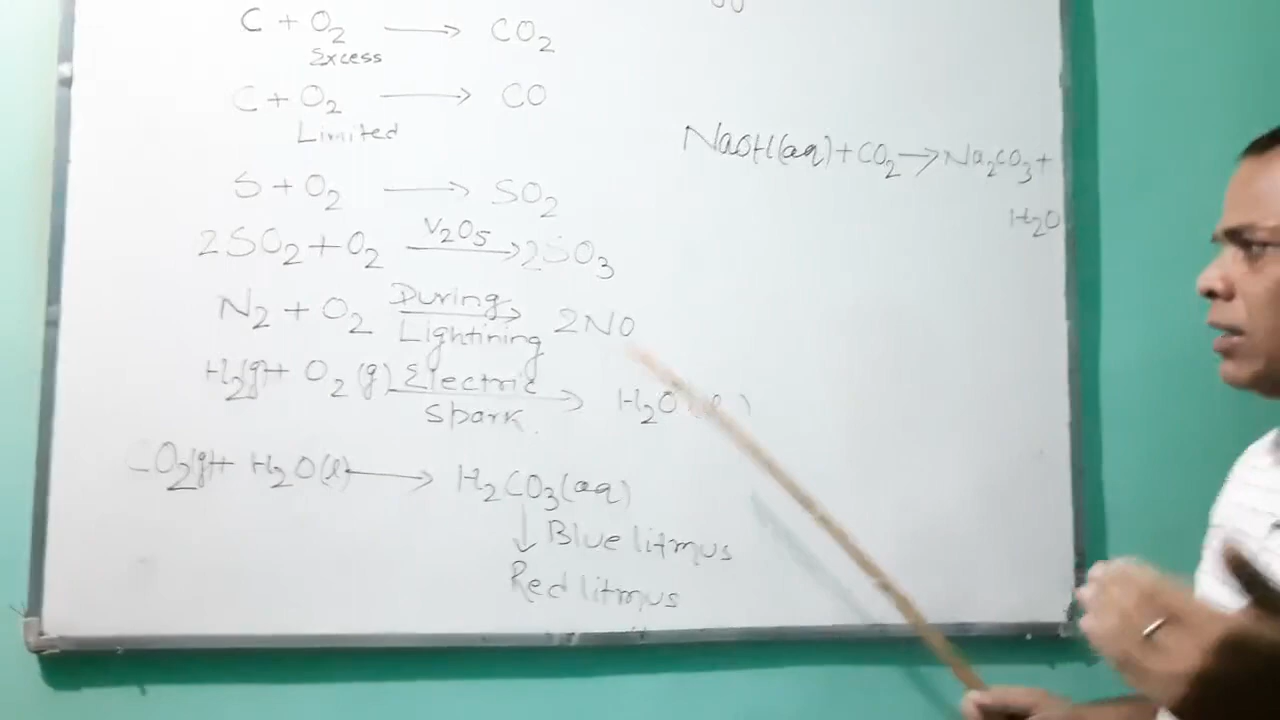 C + O2 → CO2
Excess
C + O2 → CO
Limited
S + O2 → SO2
2SO2 + O2 V2O5→ 2SO3
N2 + O2 During Lightining→ 2NO
H2(g) + O2(g) Electric spark→ H2O(l)
O2(g) + H2O(l) → H2CO3(aq)
↓ Blue litmus
Red litmus
NaOH(aq) + CO2 → Na2CO3 +
H2O